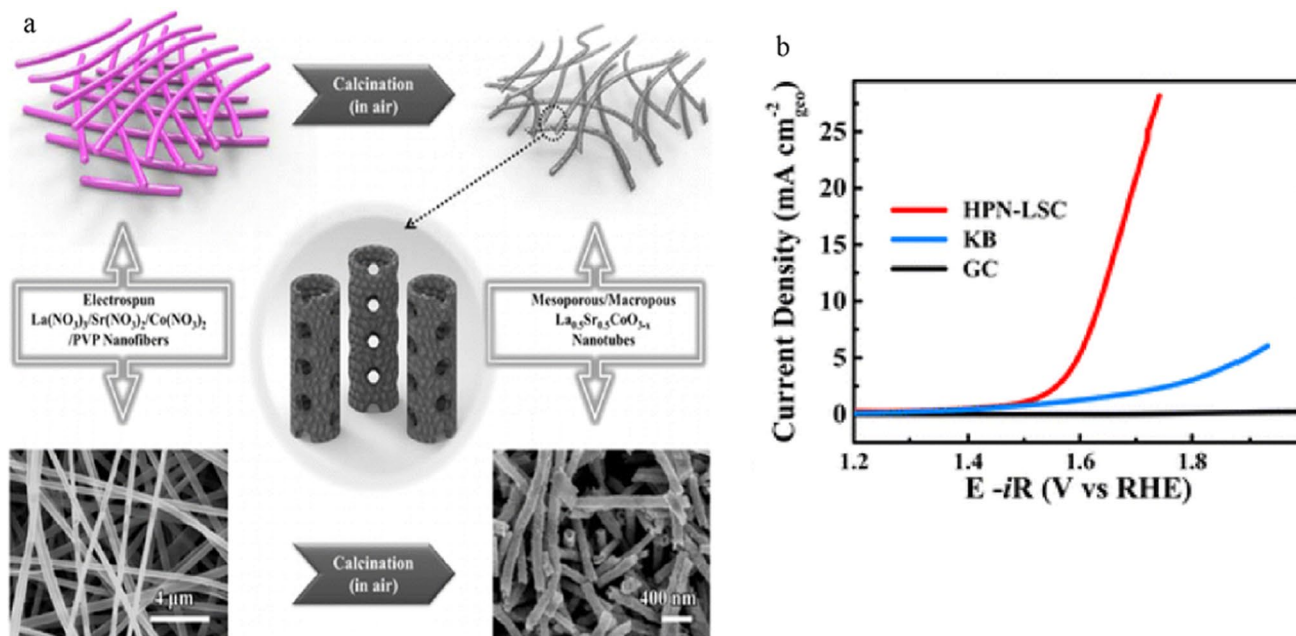 a
Calcination
(in air)
Electrospun
La(NO3)3/Sr(NO3)2/Co(NO3)2
/PVP Nanofibers
Mesoporous/Macropous
La0.5Sr0.5CoO3-x
Nanotubes
4 μm
Calcination
(in air)
400 nm
b
Current Density (mA cm-2geo)
25
20
15
10
5
0
HPN-LSC
KB
GC
1.2
1.4
1.6
1.8
E -iR (V vs RHE)